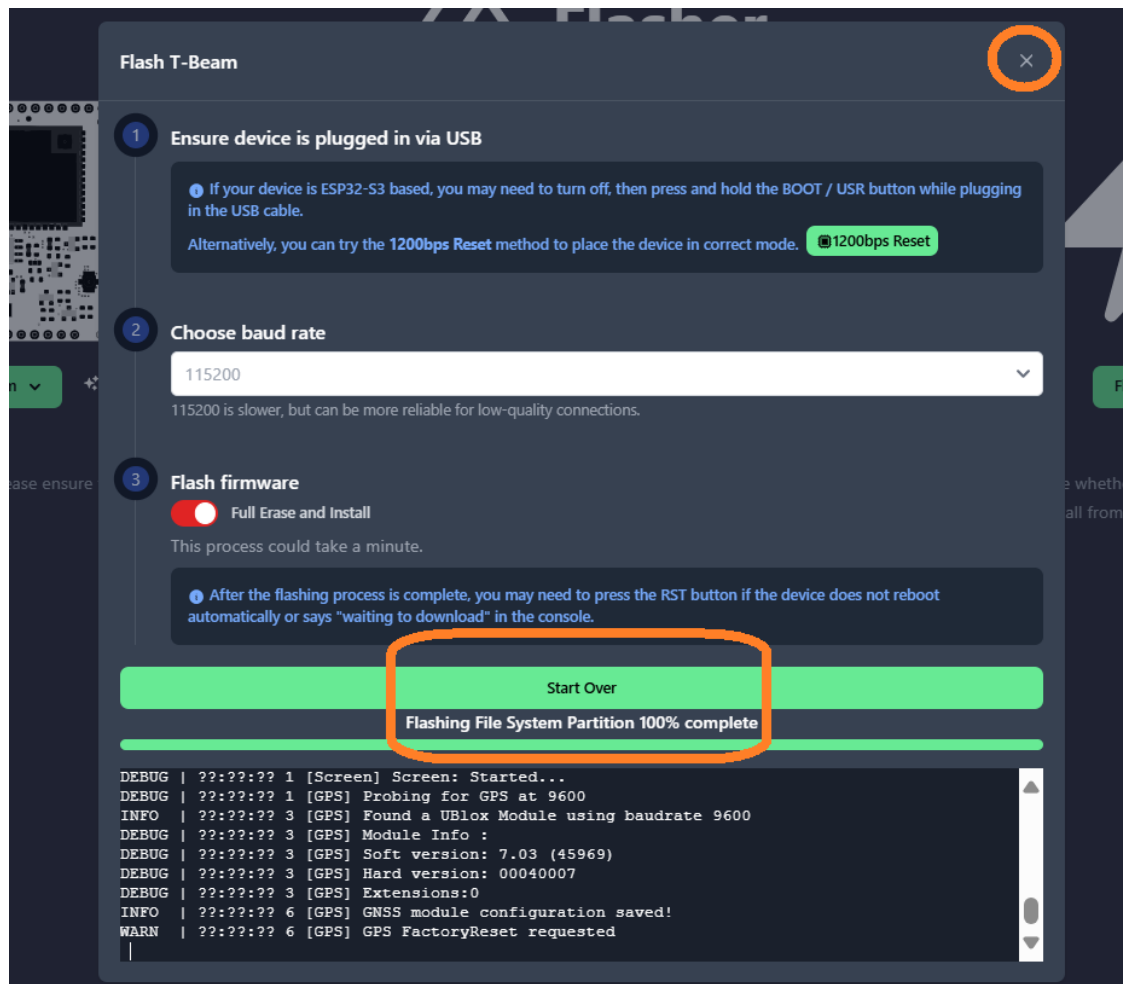 Flasher
Flash T-Beam
1
Ensure device is plugged in via USB
If your device is ESP32-S3 based, you may need to turn off, then press and hold the BOOT / USR button while plugging
in the USB cable.
Alternatively, you can try the 1200bps Reset method to place the device in correct mode. 1200bps Reset
2
Choose baud rate
115200
115200 is slower, but can be more reliable for low-quality connections.
3
Flash firmware
Full Erase and Install
This process could take a minute.
ease ensure
e wheth
all from
After the flashing process is complete, you may need to press the RST button if the device does not reboot
automatically or says "waiting to download" in the console.
Start Over
Flashing File System Partition 100% complete
DEBUG | ??:??:?? 1 [Screen] Screen: Started...
DEBUG | ??:??:?? 1 [GPS] Probing for GPS at 9600
INFO | ??:??:?? 3 [GPS] Found a UBlox Module using baudrate 9600
DEBUG | ??:??:?? 3 [GPS] Module Info :
DEBUG | ??:??:?? 3 [GPS] Soft version: 7.03 (45969)
DEBUG | ??:??:?? 3 [GPS] Hard version: 00040007
DEBUG | ??:??:?? 3 [GPS] Extensions:0
INFO | ??:??:?? 6 [GPS] GNSS module configuration saved!
WARN | ??:??:?? 6 [GPS] GPS FactoryReset requested